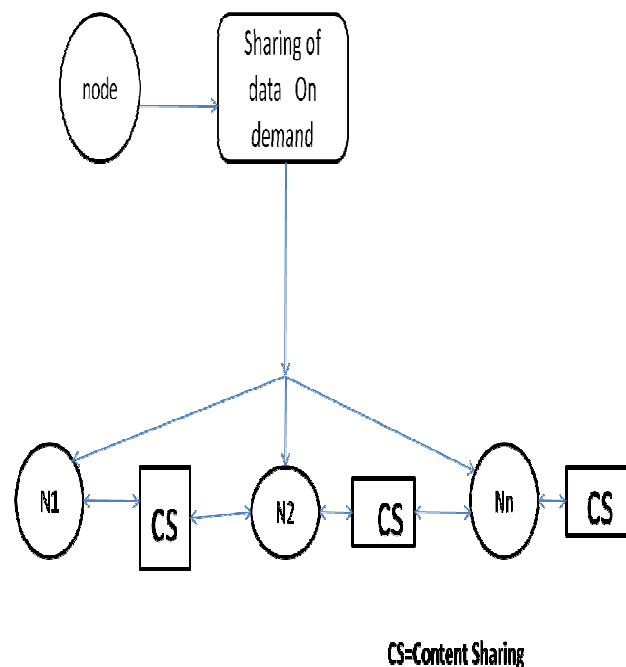 node
Sharing of
data On
demand
N1
CS
N2
CS
Nn
CS
CS=Content Sharing